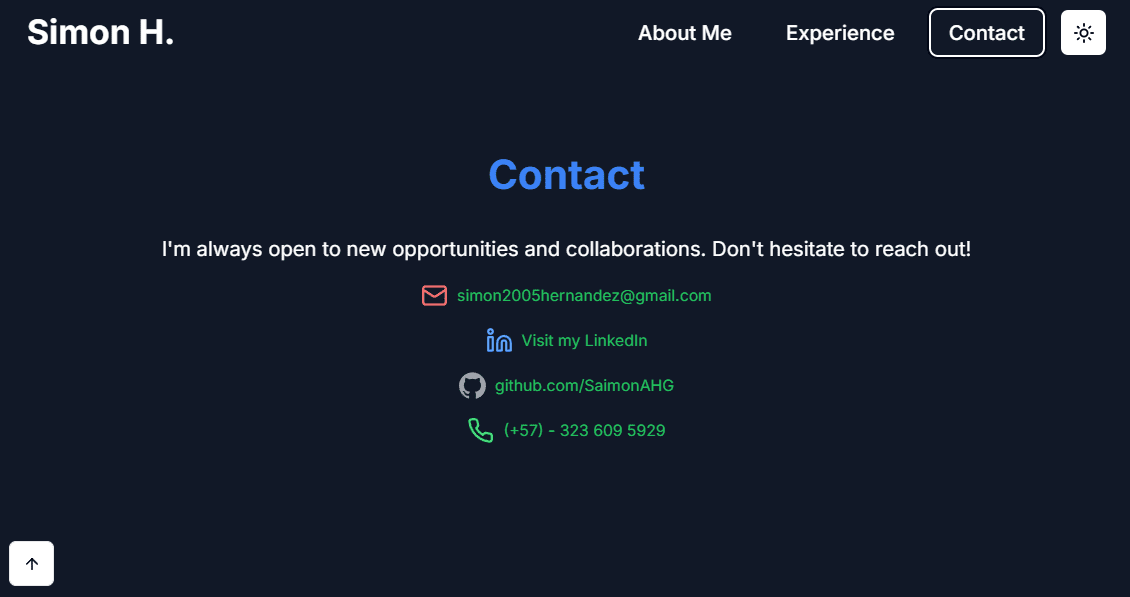 Simon H.
About Me
Experience
Contact
Contact
I'm always open to new opportunities and collaborations. Don't hesitate to reach out!
simon2005hernandez@gmail.com
Visit my LinkedIn
github.com/SaimonAHG
(+57) - 323 609 5929